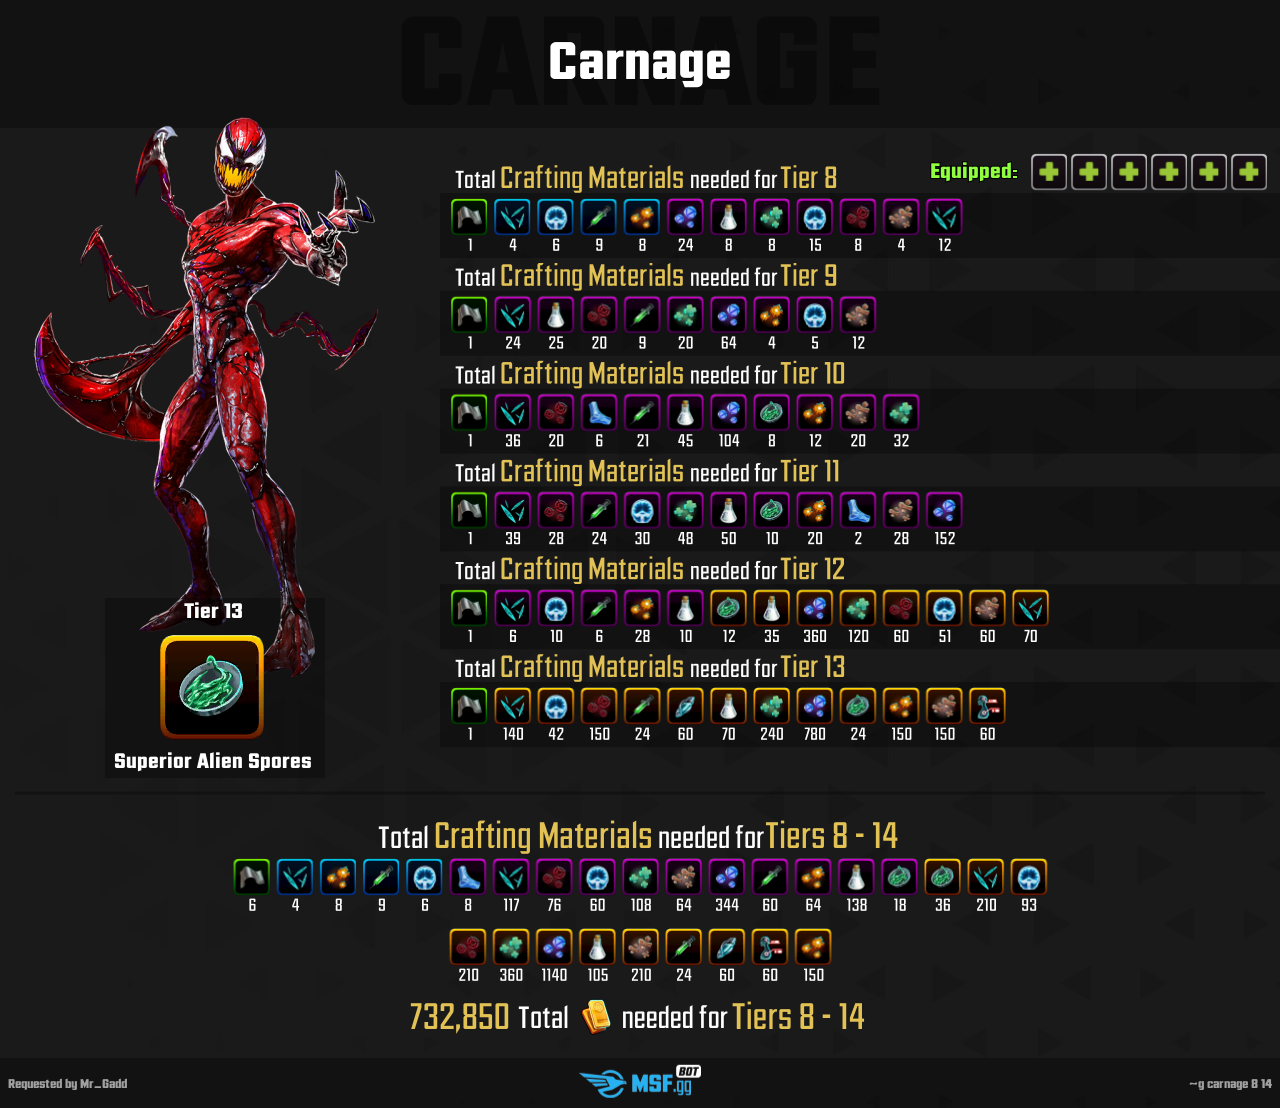 CARNAGE
Carnage
Equipped:
Total Crafting Materials needed for Tier 8
1 4 6 9 8 24 8 8 15 8 4 12
Total Crafting Materials needed for Tier 9
1 24 25 20 9 20 64 4 5 12
Total Crafting Materials needed for Tier 10
1 36 20 6 21 45 104 8 12 20 32
Total Crafting Materials needed for Tier 11
1 39 28 24 30 48 50 10 20 2 28 152
Total Crafting Materials needed for Tier 12
1 6 10 6 28 10 12 35 360 120 60 51 60 70
Total Crafting Materials needed for Tier 13
1 140 42 150 24 60 70 240 780 24 150 150 60
Tier 13
Superior Alien Spores
Total Crafting Materials needed for Tiers 8 - 14
6 4 8 9 6 8 117 76 60 108 64 344 60 64 138 18 36 210 93
210 360 1140 105 210 24 60 60 150
732,850 Total needed for Tiers 8 - 14
Requested by Mr_Gadd
MSF.gg BOT
~g carnage 8 14